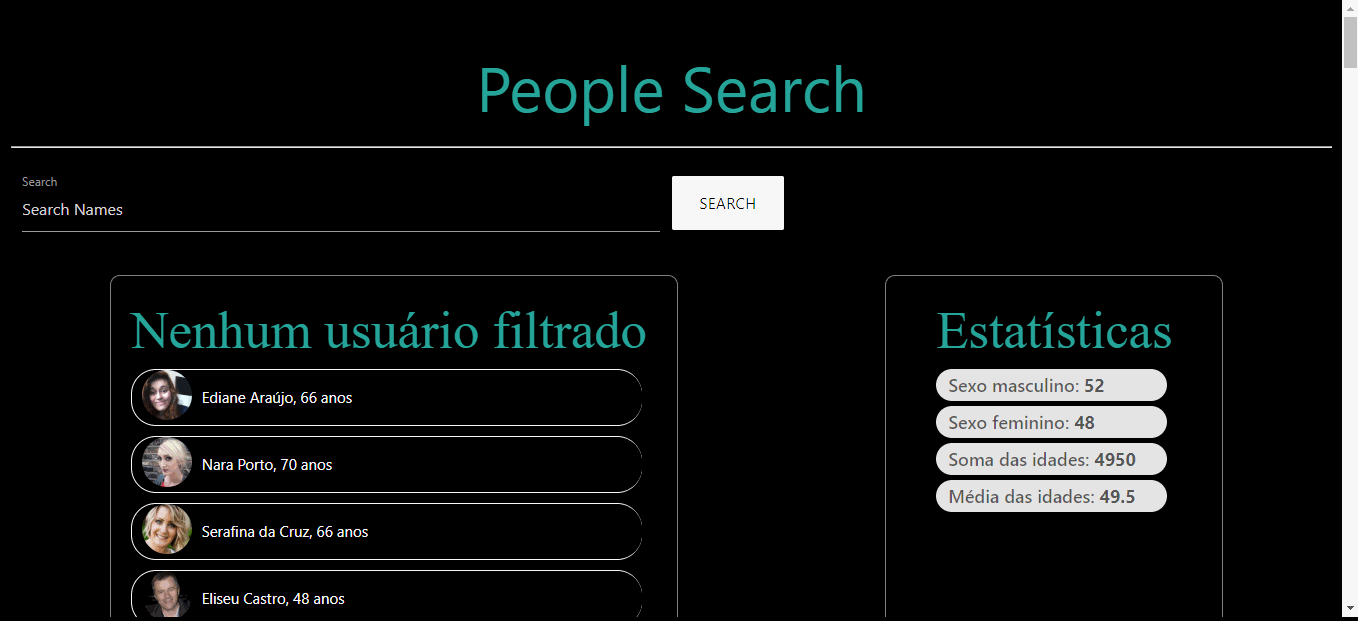 People Search
Search
Search Names
SEARCH
Nenhum usuário filtrado
Ediane Araújo, 66 anos
Nara Porto, 70 anos
Serafina da Cruz, 66 anos
Eliseu Castro, 48 anos
Estatísticas
Sexo masculino: 52
Sexo feminino: 48
Soma das idades: 4950
Média das idades: 49.5